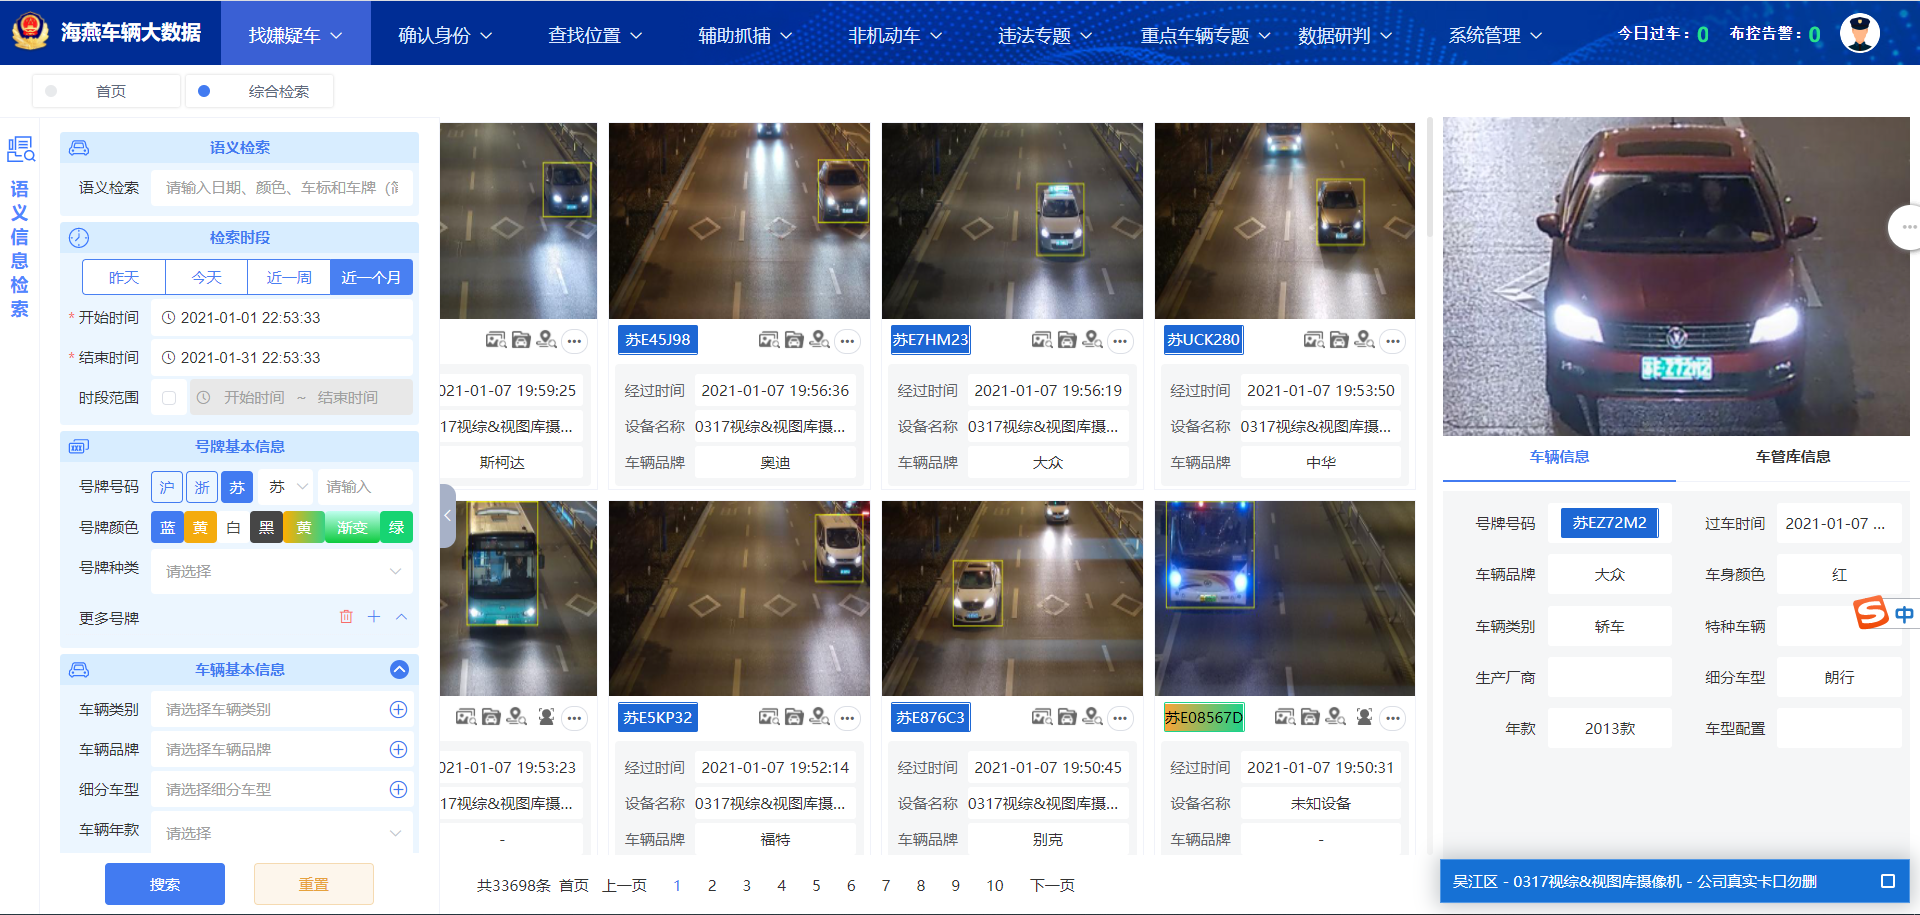 海燕车辆大数据
找嫌疑车
确认身份
查找位置
辅助抓捕
非机动车
违法专题
重点车辆专题
数据研判
系统管理
今日过车：0
布控告警：0
首页
综合检索
语义信息检索
语义检索
语义检索 请输入日期、颜色、车标和车牌
检索时段
昨天 今天 近一周 近一个月
* 开始时间 2021-01-01 22:53:33
* 结束时间 2021-01-31 22:53:33
时段范围 开始时间 ~ 结束时间
号牌基本信息
号牌号码 沪 浙 苏 苏 请输入
号牌颜色 蓝 黄 白 黑 黄 渐变 绿
号牌种类 请选择
更多号牌
车辆基本信息
车辆类别 请选择车辆类别
车辆品牌 请选择车辆品牌
细分车型 请选择细分车型
车辆年款 请选择
搜索 重置
021-01-07 19:59:25
317视综&视图库摄...
斯柯达
苏E45J98
经过时间 2021-01-07 19:56:36
设备名称 0317视综&视图库摄...
车辆品牌 奥迪
苏E7HM23
经过时间 2021-01-07 19:56:19
设备名称 0317视综&视图库摄...
车辆品牌 大众
苏UCK280
经过时间 2021-01-07 19:53:50
设备名称 0317视综&视图库摄...
车辆品牌 中华
021-01-07 19:53:23
317视综&视图库摄...
-
苏E5KP32
经过时间 2021-01-07 19:52:14
设备名称 0317视综&视图库摄...
车辆品牌 福特
苏E876C3
经过时间 2021-01-07 19:50:45
设备名称 0317视综&视图库摄...
车辆品牌 别克
苏E08567D
经过时间 2021-01-07 19:50:31
设备名称 未知设备
车辆品牌 -
共33698条 首页 上一页 1 2 3 4 5 6 7 8 9 10 下一页
苏E·Z72M2
车辆信息 车管库信息
号牌号码 苏EZ72M2 过车时间 2021-01-07 ...
车辆品牌 大众 车身颜色 红
车辆类别 轿车 特种车辆
生产厂商 细分车型 朗行
年款 2013款 车型配置
S 中
吴江区 - 0317视综&视图库摄像机 - 公司真实卡口勿删